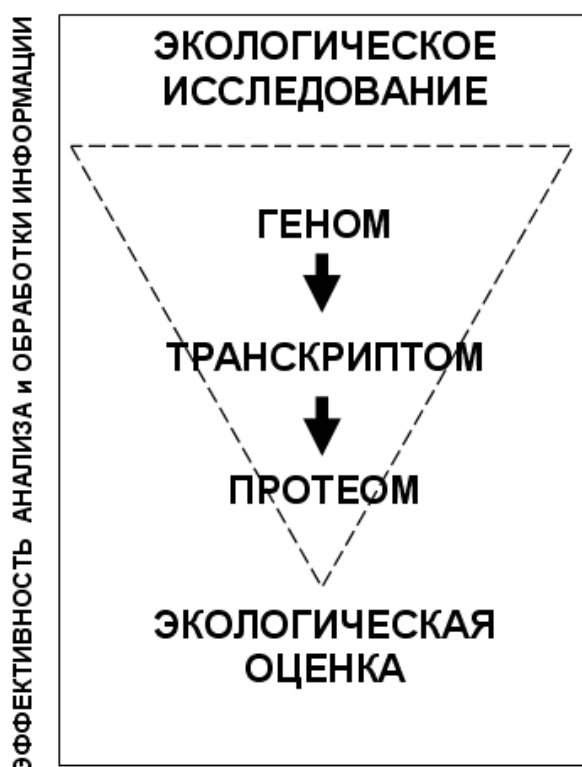 ЭФФЕКТИВНОСТЬ АНАЛИЗА и ОБРАБОТКИ ИНФОРМАЦИИ
ЭКОЛОГИЧЕСКОЕ
ИССЛЕДОВАНИЕ
ГЕНОМ
ТРАНСКРИПТОМ
ПРОТЕОМ
ЭКОЛОГИЧЕСКАЯ
ОЦЕНКА